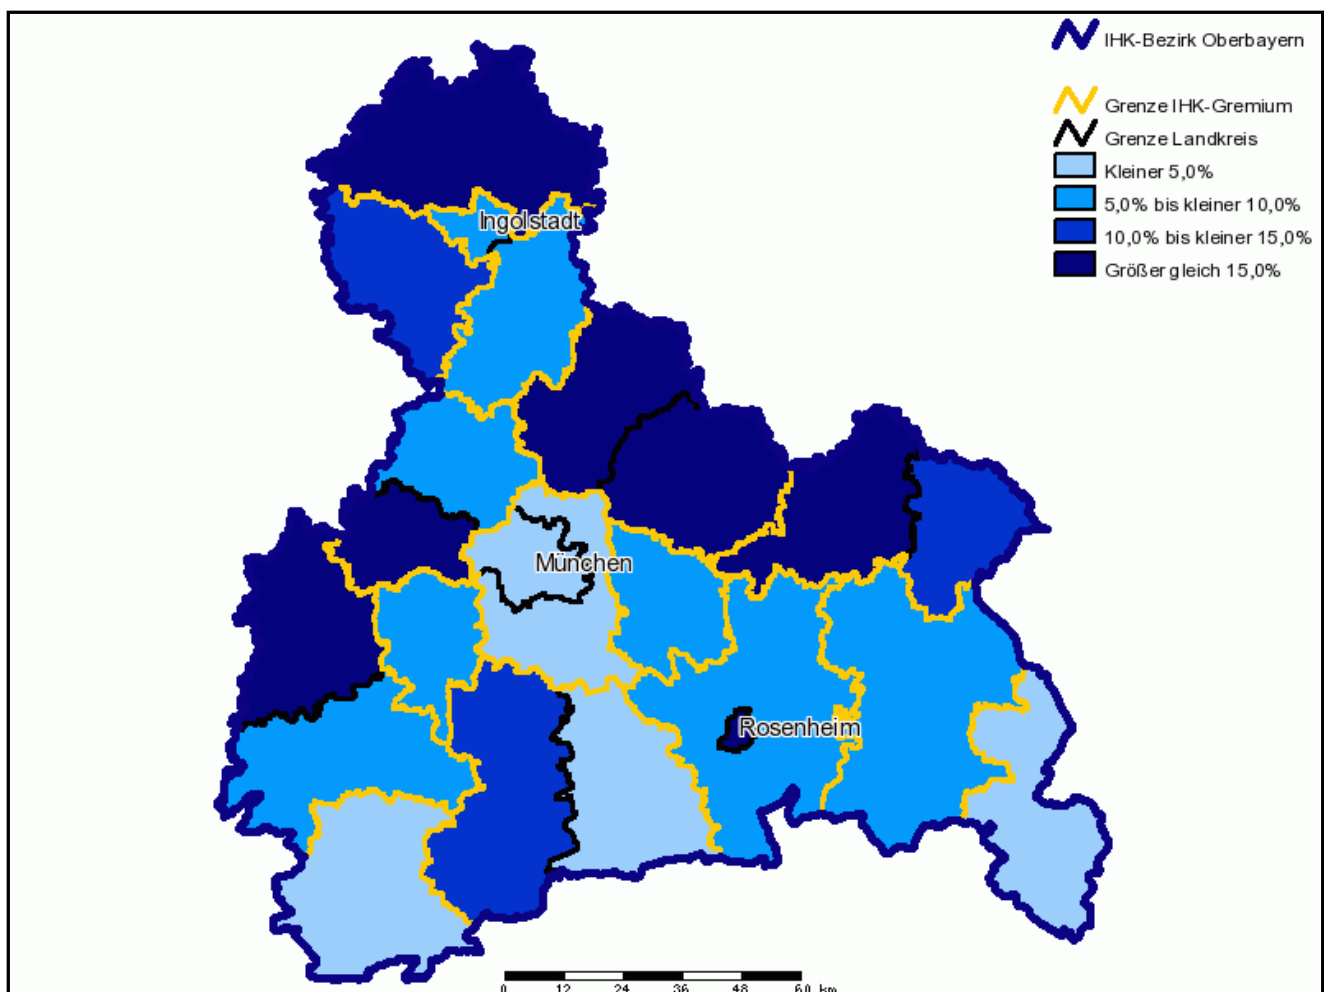 IHK-Bezirk Oberbayern
Grenze IHK-Gremium
Grenze Landkreis
Kleiner 5,0%
5,0% bis kleiner 10,0%
10,0% bis kleiner 15,0%
Größer gleich 15,0%
Ingolstadt
München
Rosenheim
0 12 24 36 48 60 km